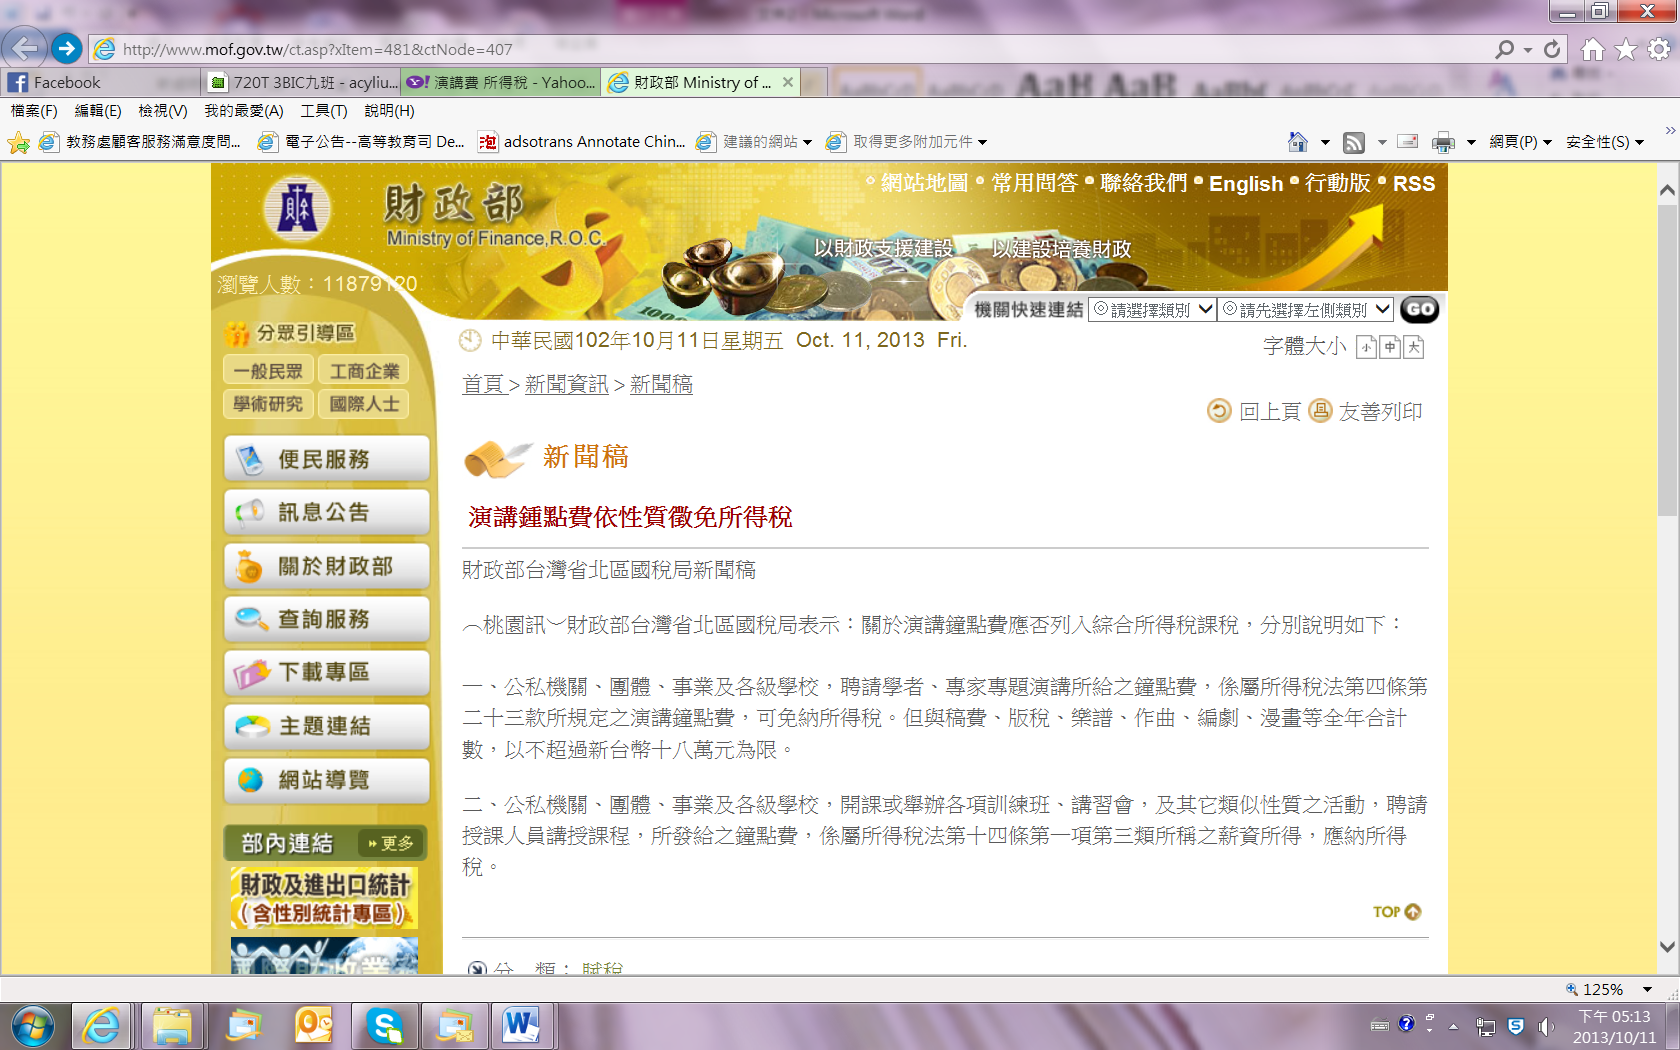 http://www.mof.gov.tw/ct.asp?xItem=481&ctNode=407
Facebook
720T 3BIC九班 - acyliu...
演講費 所得稅 - Yahoo...
財政部 Ministry of ...
檔案(F) 編輯(E) 檢視(V) 我的最愛(A) 工具(T) 說明(H)
教務處顧客服務滿意度問... 電子公告--高等教育司 De... adsotrans Annotate Chin... 建議的網站 取得更多附加元件
網頁(P) 安全性(S)
網站地圖 常用問答 聯絡我們 English 行動版 RSS
財政部
Ministry of Finance,R.O.C.
以財政支援建設 以建設培養財政
瀏覽人數：11879120
機關快速連結 ◎請選擇類別 ◎請先選擇左側類別 GO
分眾引導區
一般民眾 工商企業
學術研究 國際人士
便民服務
訊息公告
關於財政部
查詢服務
下載專區
主題連結
網站導覽
部內連結 更多
財政及進出口統計
（含性別統計專區）
中華民國102年10月11日星期五 Oct. 11, 2013 Fri.
字體大小 小 中 大
首頁 > 新聞資訊 > 新聞稿
回上頁 友善列印
新聞稿
演講鍾點費依性質徵免所得稅
財政部台灣省北區國稅局新聞稿
︵桃園訊︶財政部台灣省北區國稅局表示：關於演講鐘點費應否列入綜合所得稅課稅，分別說明如下：
一、公私機關、團體、事業及各級學校，聘請學者、專家專題演講所給之鐘點費，係屬所得稅法第四條第
二十三款所規定之演講鐘點費，可免納所得稅。但與稿費、版稅、樂譜、作曲、編劇、漫畫等全年合計
數，以不超過新台幣十八萬元為限。
二、公私機關、團體、事業及各級學校，開課或舉辦各項訓練班、講習會，及其它類似性質之活動，聘請
授課人員講授課程，所發給之鐘點費，係屬所得稅法第十四條第一項第三類所稱之薪資所得，應納所得
稅。
TOP
分 類： 賦稅
125%
下午 05:13
2013/10/11